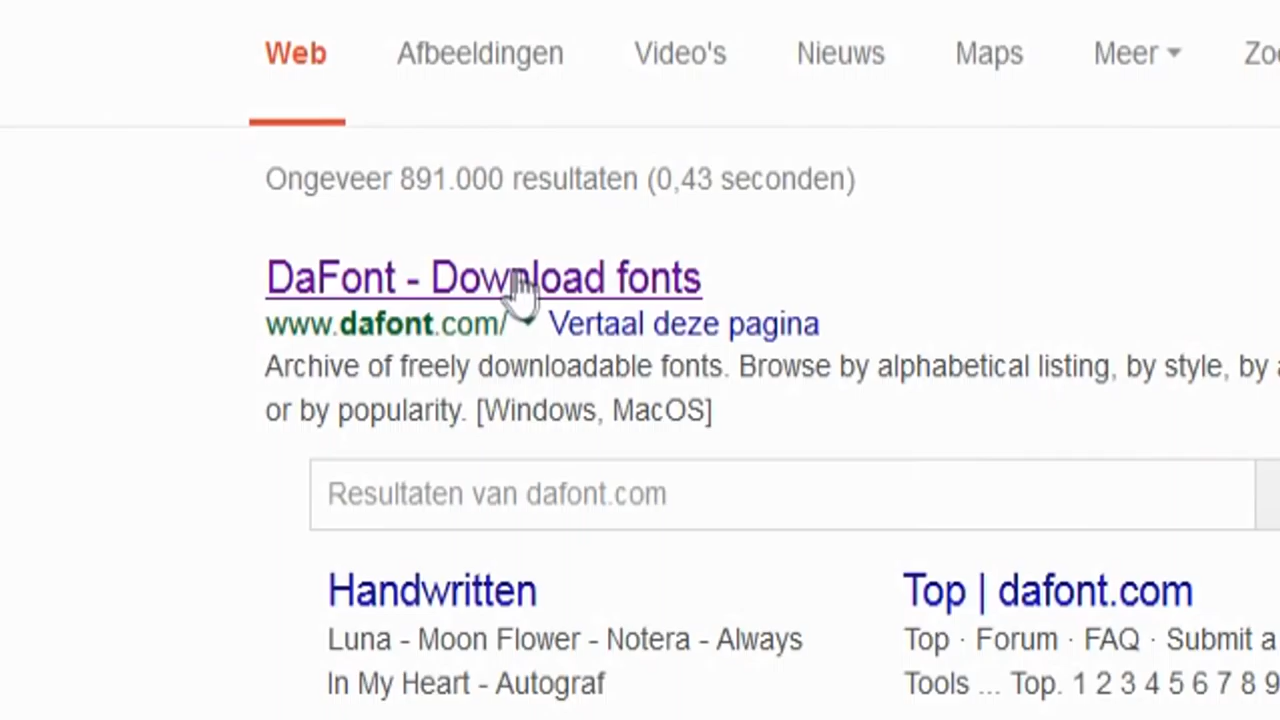 Web Afbeeldingen Video's Nieuws Maps Meer
Ongeveer 891.000 resultaten (0,43 seconden)
DaFont - Download fonts
www.dafont.com/ Vertaal deze pagina
Archive of freely downloadable fonts. Browse by alphabetical listing, by style, by
or by popularity. [Windows, MacOS]
Resultaten van dafont.com
Handwritten Top | dafont.com
Luna - Moon Flower - Notera - Always Top · Forum · FAQ · Submit a
In My Heart - Autograf Tools ... Top. 1 2 3 4 5 6 7 8 9